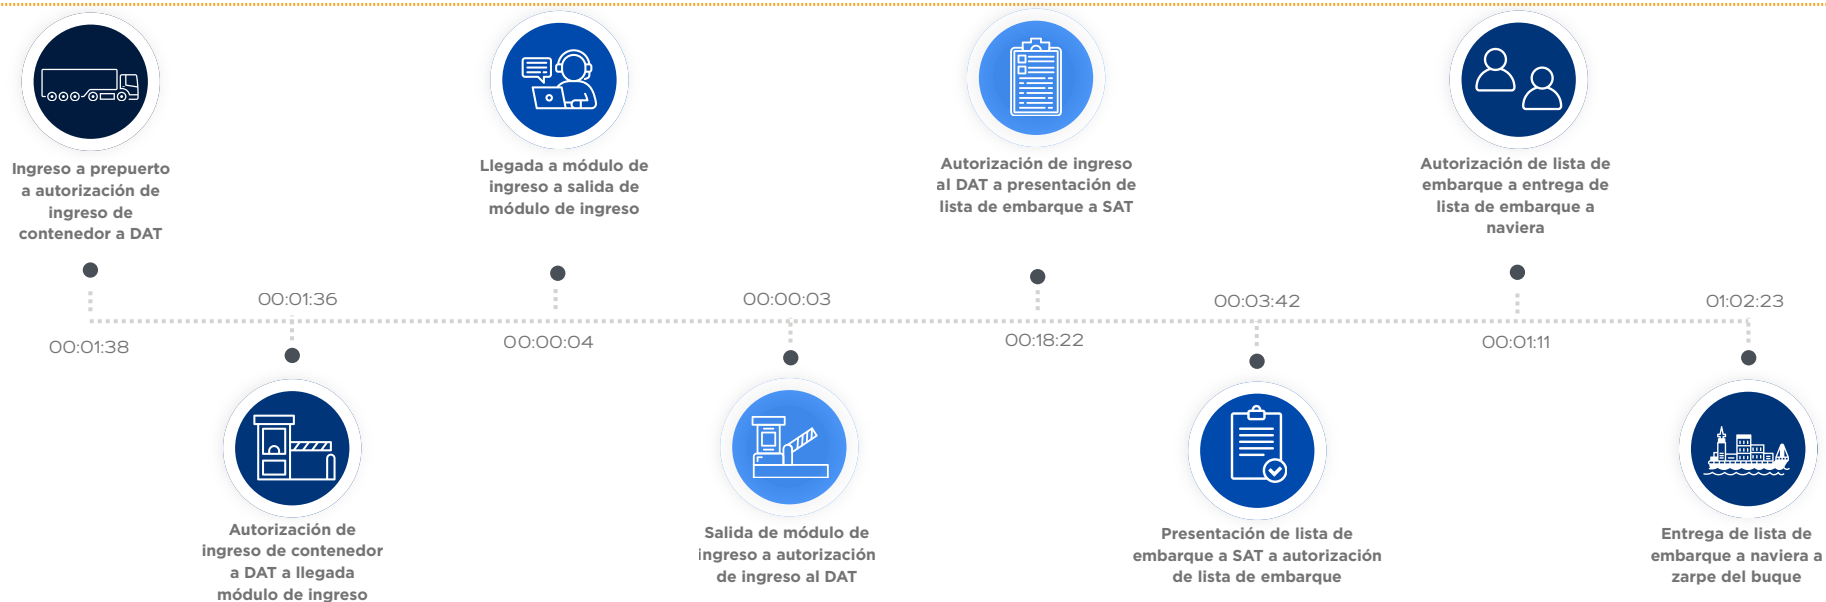 Ingreso a prepuerto
a autorización de
ingreso de
contenedor a DAT
Llegada a módulo de
ingreso a salida de
módulo de ingreso
Autorización de ingreso
al DAT a presentación de
lista de embarque a SAT
Autorización de lista de
embarque a entrega de
lista de embarque a
naviera
00:01:36
00:00:03
00:03:42
01:02:23
00:01:38
00:00:04
00:18:22
00:01:11
Autorización de
ingreso de contenedor
a DAT a llegada
módulo de ingreso
Salida de módulo de
ingreso a autorización
de ingreso al DAT
Presentación de lista de
embarque a SAT a autorización
de lista de embarque
Entrega de lista de
embarque a naviera a
zarpe del buque